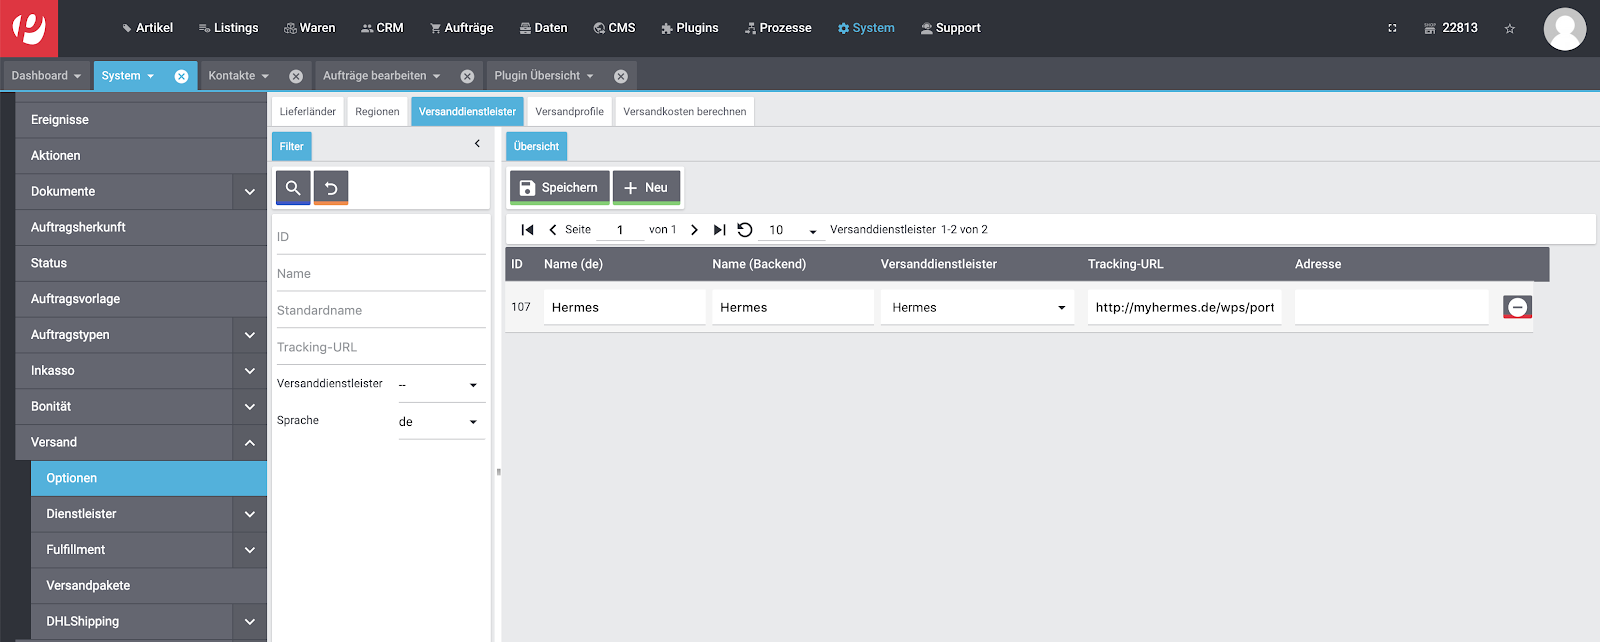 Artikel Listings Waren CRM Aufträge Daten CMS Plugins Prozesse System Support 22813
Dashboard System Kontakte Aufträge bearbeiten Plugin Übersicht
Ereignisse
Aktionen
Dokumente
Auftragsherkunft
Status
Auftragsvorlage
Auftragstypen
Inkasso
Bonität
Versand
Optionen
Dienstleister
Fulfillment
Versandpakete
DHLShipping
Lieferländer Regionen Versanddienstleister Versandprofile Versandkosten berechnen
Filter
ID
Name
Standardname
Tracking-URL
Versanddienstleister --
Sprache de
Übersicht
Speichern Neu
Seite 1 von 1 10 Versanddienstleister 1-2 von 2
ID Name (de) Name (Backend) Versanddienstleister Tracking-URL Adresse
107 Hermes Hermes Hermes http://myhermes.de/wps/port